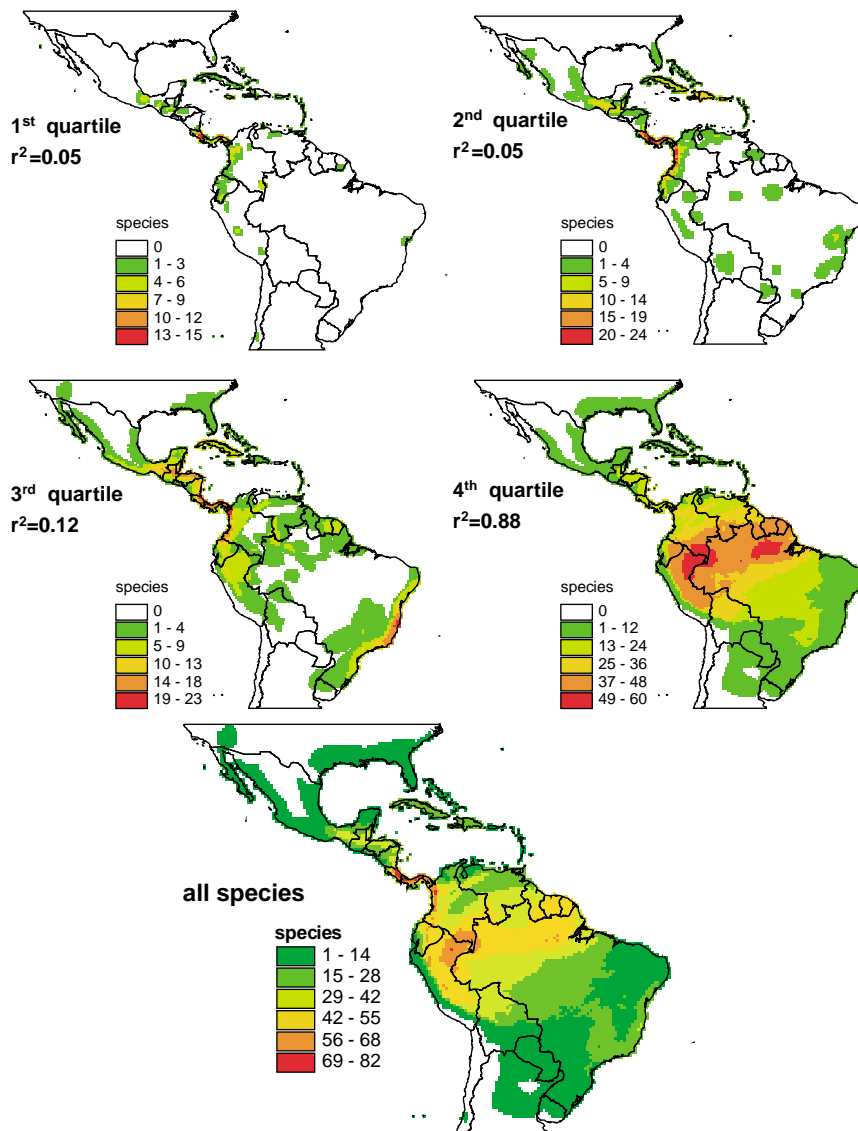 1st quartile
r2=0.05
species
0
1 - 3
4 - 6
7 - 9
10 - 12
13 - 15
2nd quartile
r2=0.05
species
0
1 - 4
5 - 9
10 - 14
15 - 19
20 - 24
3rd quartile
r2=0.12
species
0
1 - 4
5 - 9
10 - 13
14 - 18
19 - 23
4th quartile
r2=0.88
species
0
1 - 12
13 - 24
25 - 36
37 - 48
49 - 60
all species
species
1 - 14
15 - 28
29 - 42
42 - 55
56 - 68
69 - 82